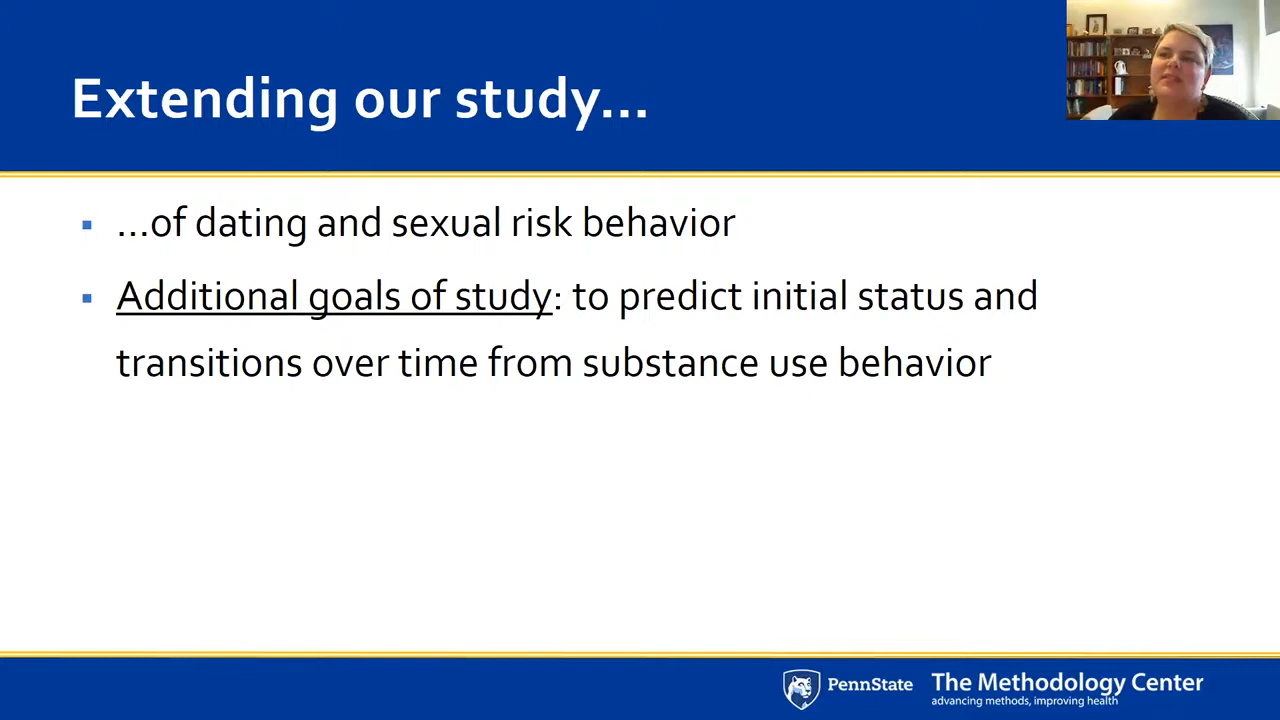 Extending our study...
▪ ...of dating and sexual risk behavior
▪ Additional goals of study: to predict initial status and
transitions over time from substance use behavior
PennState
The Methodology Center
advancing methods, improving health